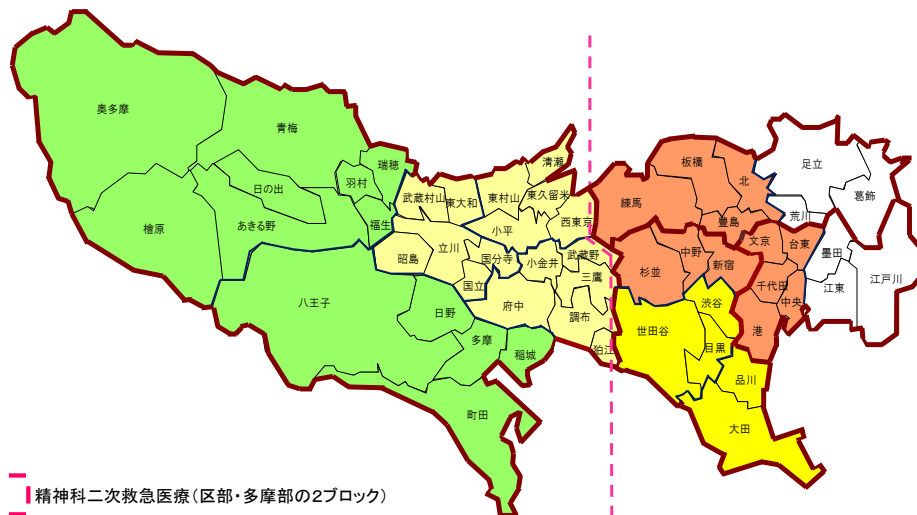 奥多摩
青梅
瑞穂
羽村
日の出
福生
檜原
あきる野
武蔵村山
東大和
東村山
清瀬
東久留米
西東京
小平
昭島
立川
国分寺
小金井
武蔵野
国立
三鷹
府中
調布
狛江
八王子
日野
多摩
稲城
町田
練馬
板橋
北
豊島
足立
葛飾
荒川
文京
台東
墨田
江戸川
江東
杉並
中野
新宿
千代田
中央
港
渋谷
世田谷
目黒
品川
大田
精神科二次救急医療(区部・多摩部の2ブロック)